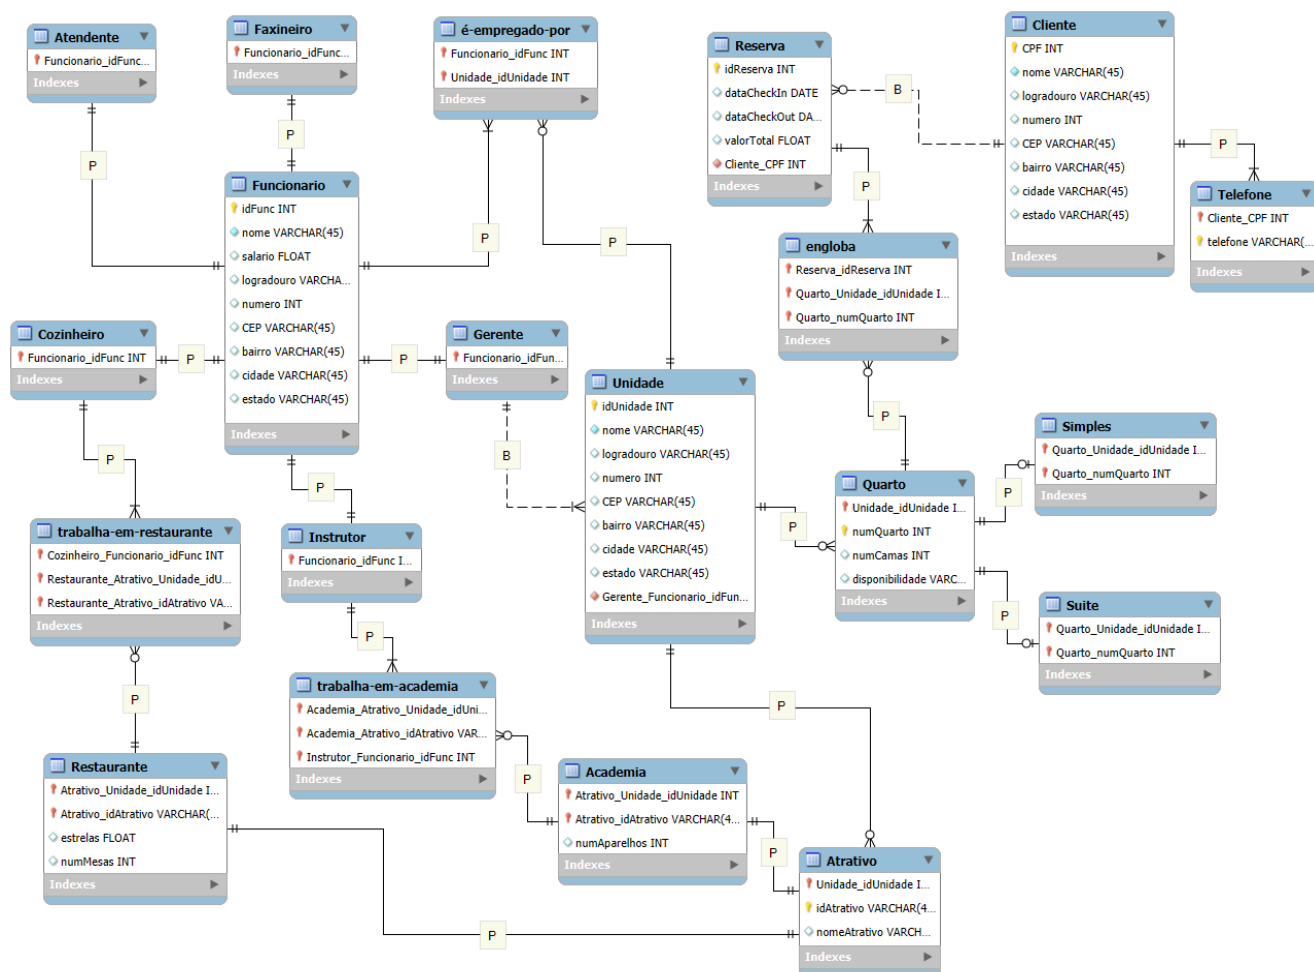 Atendente
Funcionario_idFunc...
Indexes
Faxineiro
Funcionario_idFunc...
Indexes
é-empregado-por
Funcionario_idFunc INT
Unidade_idUnidade INT
Indexes
Reserva
idReserva INT
dataCheckIn DATE
dataCheckOut DA...
valorTotal FLOAT
Cliente_CPF INT
Indexes
Cliente
CPF INT
nome VARCHAR(45)
logradouro VARCHAR(45)
numero INT
CEP VARCHAR(45)
bairro VARCHAR(45)
cidade VARCHAR(45)
estado VARCHAR(45)
Indexes
Telefone
Cliente_CPF INT
telefone VARCHAR(...
Indexes
P
P
B
P
P
Funcionario
idFunc INT
nome VARCHAR(45)
salario FLOAT
logradouro VARCHA...
numero INT
CEP VARCHAR(45)
bairro VARCHAR(45)
cidade VARCHAR(45)
estado VARCHAR(45)
Indexes
P
P
engloba
Reserva_idReserva INT
Quarto_Unidade_idUnidade I...
Quarto_numQuarto INT
Indexes
Cozinheiro
Funcionario_idFunc INT
Indexes
P
P
Gerente
Funcionario_idFun...
Indexes
B
Unidade
idUnidade INT
nome VARCHAR(45)
logradouro VARCHAR(45)
numero INT
CEP VARCHAR(45)
bairro VARCHAR(45)
cidade VARCHAR(45)
estado VARCHAR(45)
Gerente_Funcionario_idFun...
Indexes
P
Quarto
Unidade_idUnidade I...
numQuarto INT
numCamas INT
disponibilidade VARC...
Indexes
P
P
P
Simples
Quarto_Unidade_idUnidade I...
Quarto_numQuarto INT
Indexes
Suite
Quarto_Unidade_idUnidade I...
Quarto_numQuarto INT
Indexes
P
P
trabalha-em-restaurante
Cozinheiro_Funcionario_idFunc INT
Restaurante_Atrativo_Unidade_idU...
Restaurante_Atrativo_idAtrativo VA...
Indexes
Instrutor
Funcionario_idFunc I...
Indexes
P
P
trabalha-em-academia
Academia_Atrativo_Unidade_idUni...
Academia_Atrativo_idAtrativo VAR...
Instrutor_Funcionario_idFunc INT
Indexes
P
P
Restaurante
Atrativo_Unidade_idUnidade I...
Atrativo_idAtrativo VARCHAR(...
estrelas FLOAT
numMesas INT
Indexes
Academia
Atrativo_Unidade_idUnidade INT
Atrativo_idAtrativo VARCHAR(4...
numAparelhos INT
Indexes
P
P
P
Atrativo
Unidade_idUnidade I...
idAtrativo VARCHAR(4...
nomeAtrativo VARCH...
Indexes